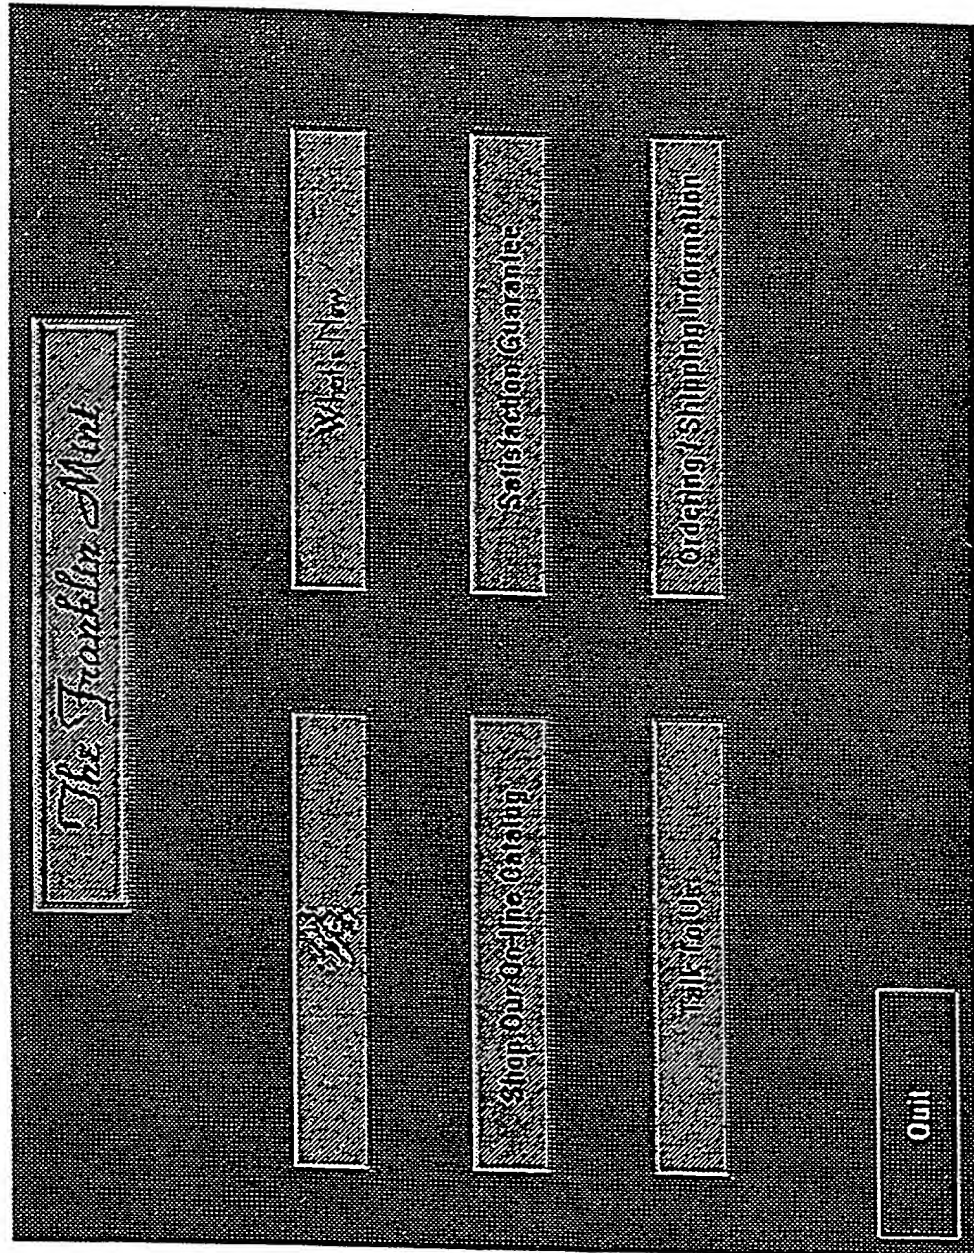 The Franklin Mint
What's New
Shop Our On-line Catalog
Satisfaction Guarantee
Talk To Us
Ordering/Shipping Information
Quit